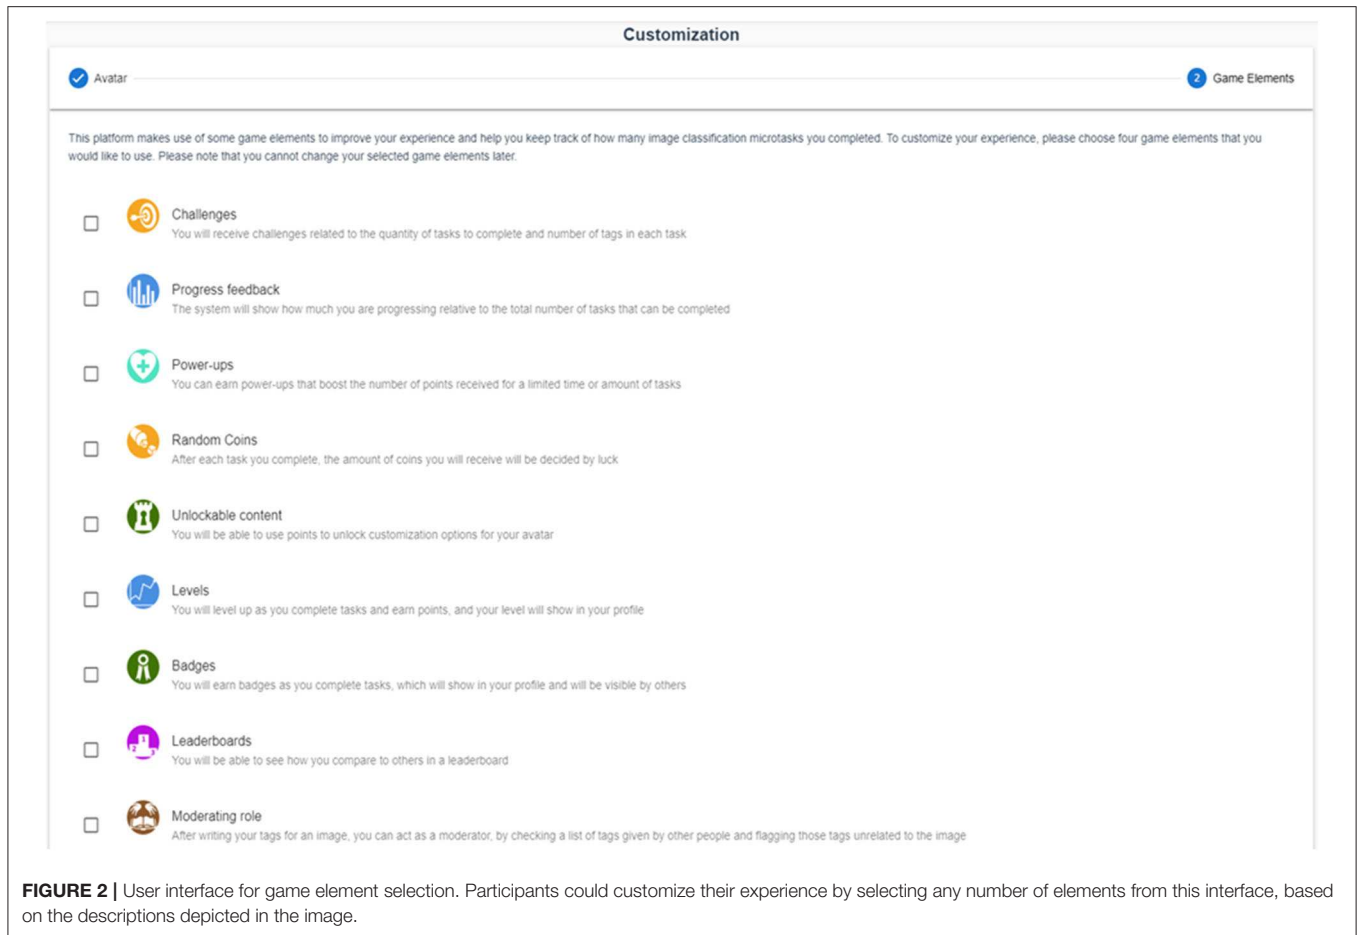 Customization
Avatar
2 Game Elements
This platform makes use of some game elements to improve your experience and help you keep track of how many image classification microtasks you completed. To customize your experience, please choose four game elements that you
would like to use. Please note that you cannot change your selected game elements later.
Challenges
You will receive challenges related to the quantity of tasks to complete and number of tags in each task
Progress feedback
The system will show how much you are progressing relative to the total number of tasks that can be completed
Power-ups
You can earn power-ups that boost the number of points received for a limited time or amount of tasks
Random Coins
After each task you complete, the amount of coins you will receive will be decided by luck
Unlockable content
You will be able to use points to unlock customization options for your avatar
Levels
You will level up as you complete tasks and earn points, and your level will show in your profile
Badges
You will earn badges as you complete tasks, which will show in your profile and will be visible by others
1
2 3
Leaderboards
You will be able to see how you compare to others in a leaderboard
Moderating role
After writing your tags for an image, you can act as a moderator, by checking a list of tags given by other people and flagging those tags unrelated to the image
FIGURE 2 | User interface for game element selection. Participants could customize their experience by selecting any number of elements from this interface, based
on the descriptions depicted in the image.